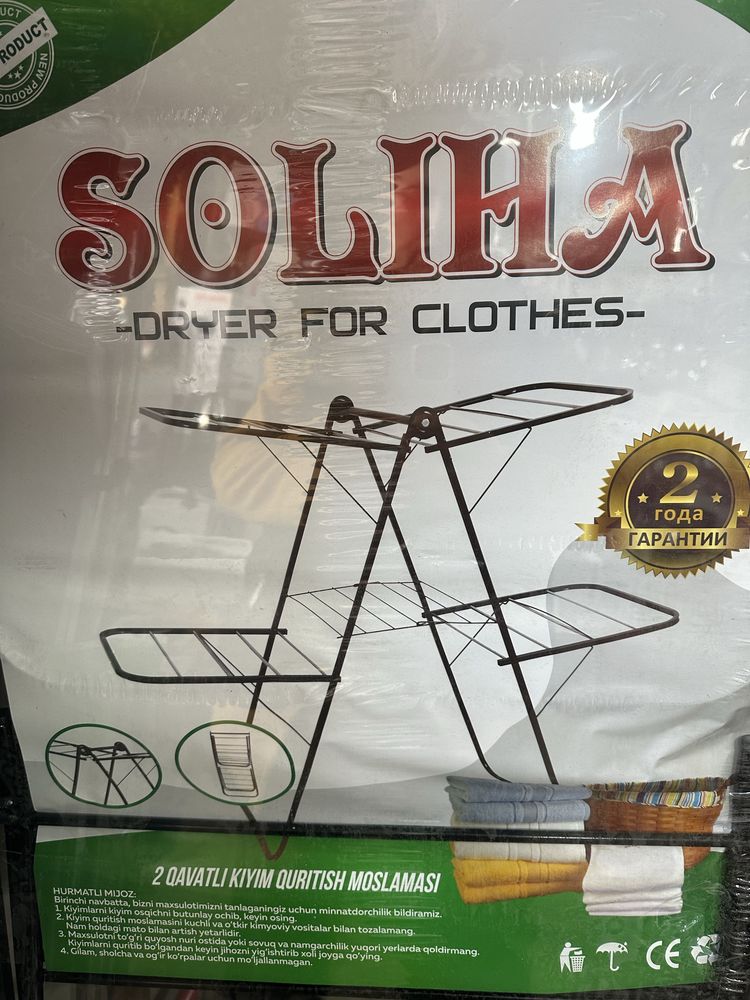 PRODUCT
NEW PRODUCT
SOLIHA
-DRYER FOR CLOTHES-
2
года
ГАРАНТИИ
2 QAVATLI KIYIM QURITISH MOSLAMASI
HURMATLI MIJOZ:
Birinchi navbatta, bizni maxsulotimizni tanlaganingiz uchun minnatdorchilik bildiramiz.
1. Kiyimlarni kiyim osqichni butunlay ochib, keyin osing.
2. Kiyim quritish moslamasini kuchli va o'tkir kimyoviy vositalar bilan tozalamang.
Nam holdagi mato bilan artish yetarlidir.
3. Maxsulotni to'g'ri quyosh nuri ostida yoki sovuq va namgarchilik yuqori yerlarda qoldirmang.
Kiyimlarni quritib bo'lgandan keyin jihozni yig'ishtirib xoli joyga qo'ying.
4. Gilam, sholcha va og'ir ko'rpalar uchun mo'ljallanmagan.
CE